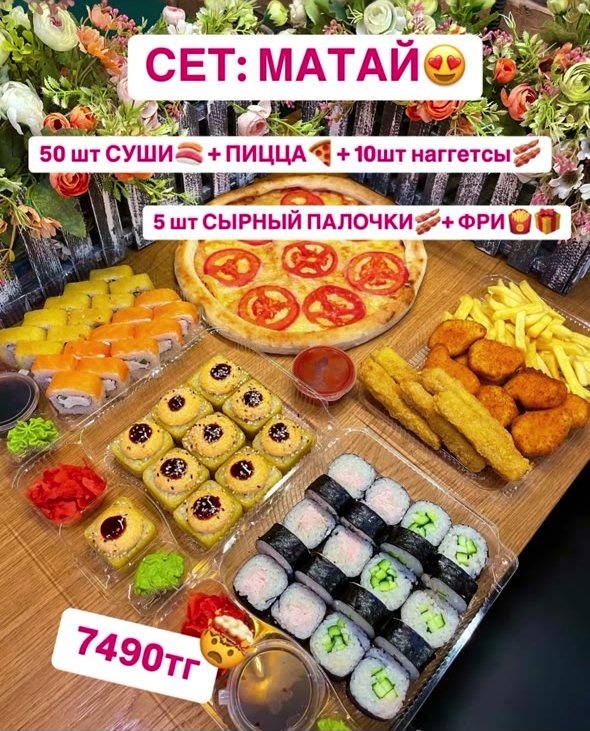 СЕТ: МАТАЙ😍
50 шт СУШИ🍣 + ПИЦЦА🍕 + 10шт наггетсы🥓
5 шт СЫРНЫЙ ПАЛОЧКИ🥓 + ФРИ🍟🎁
7490тг🤯